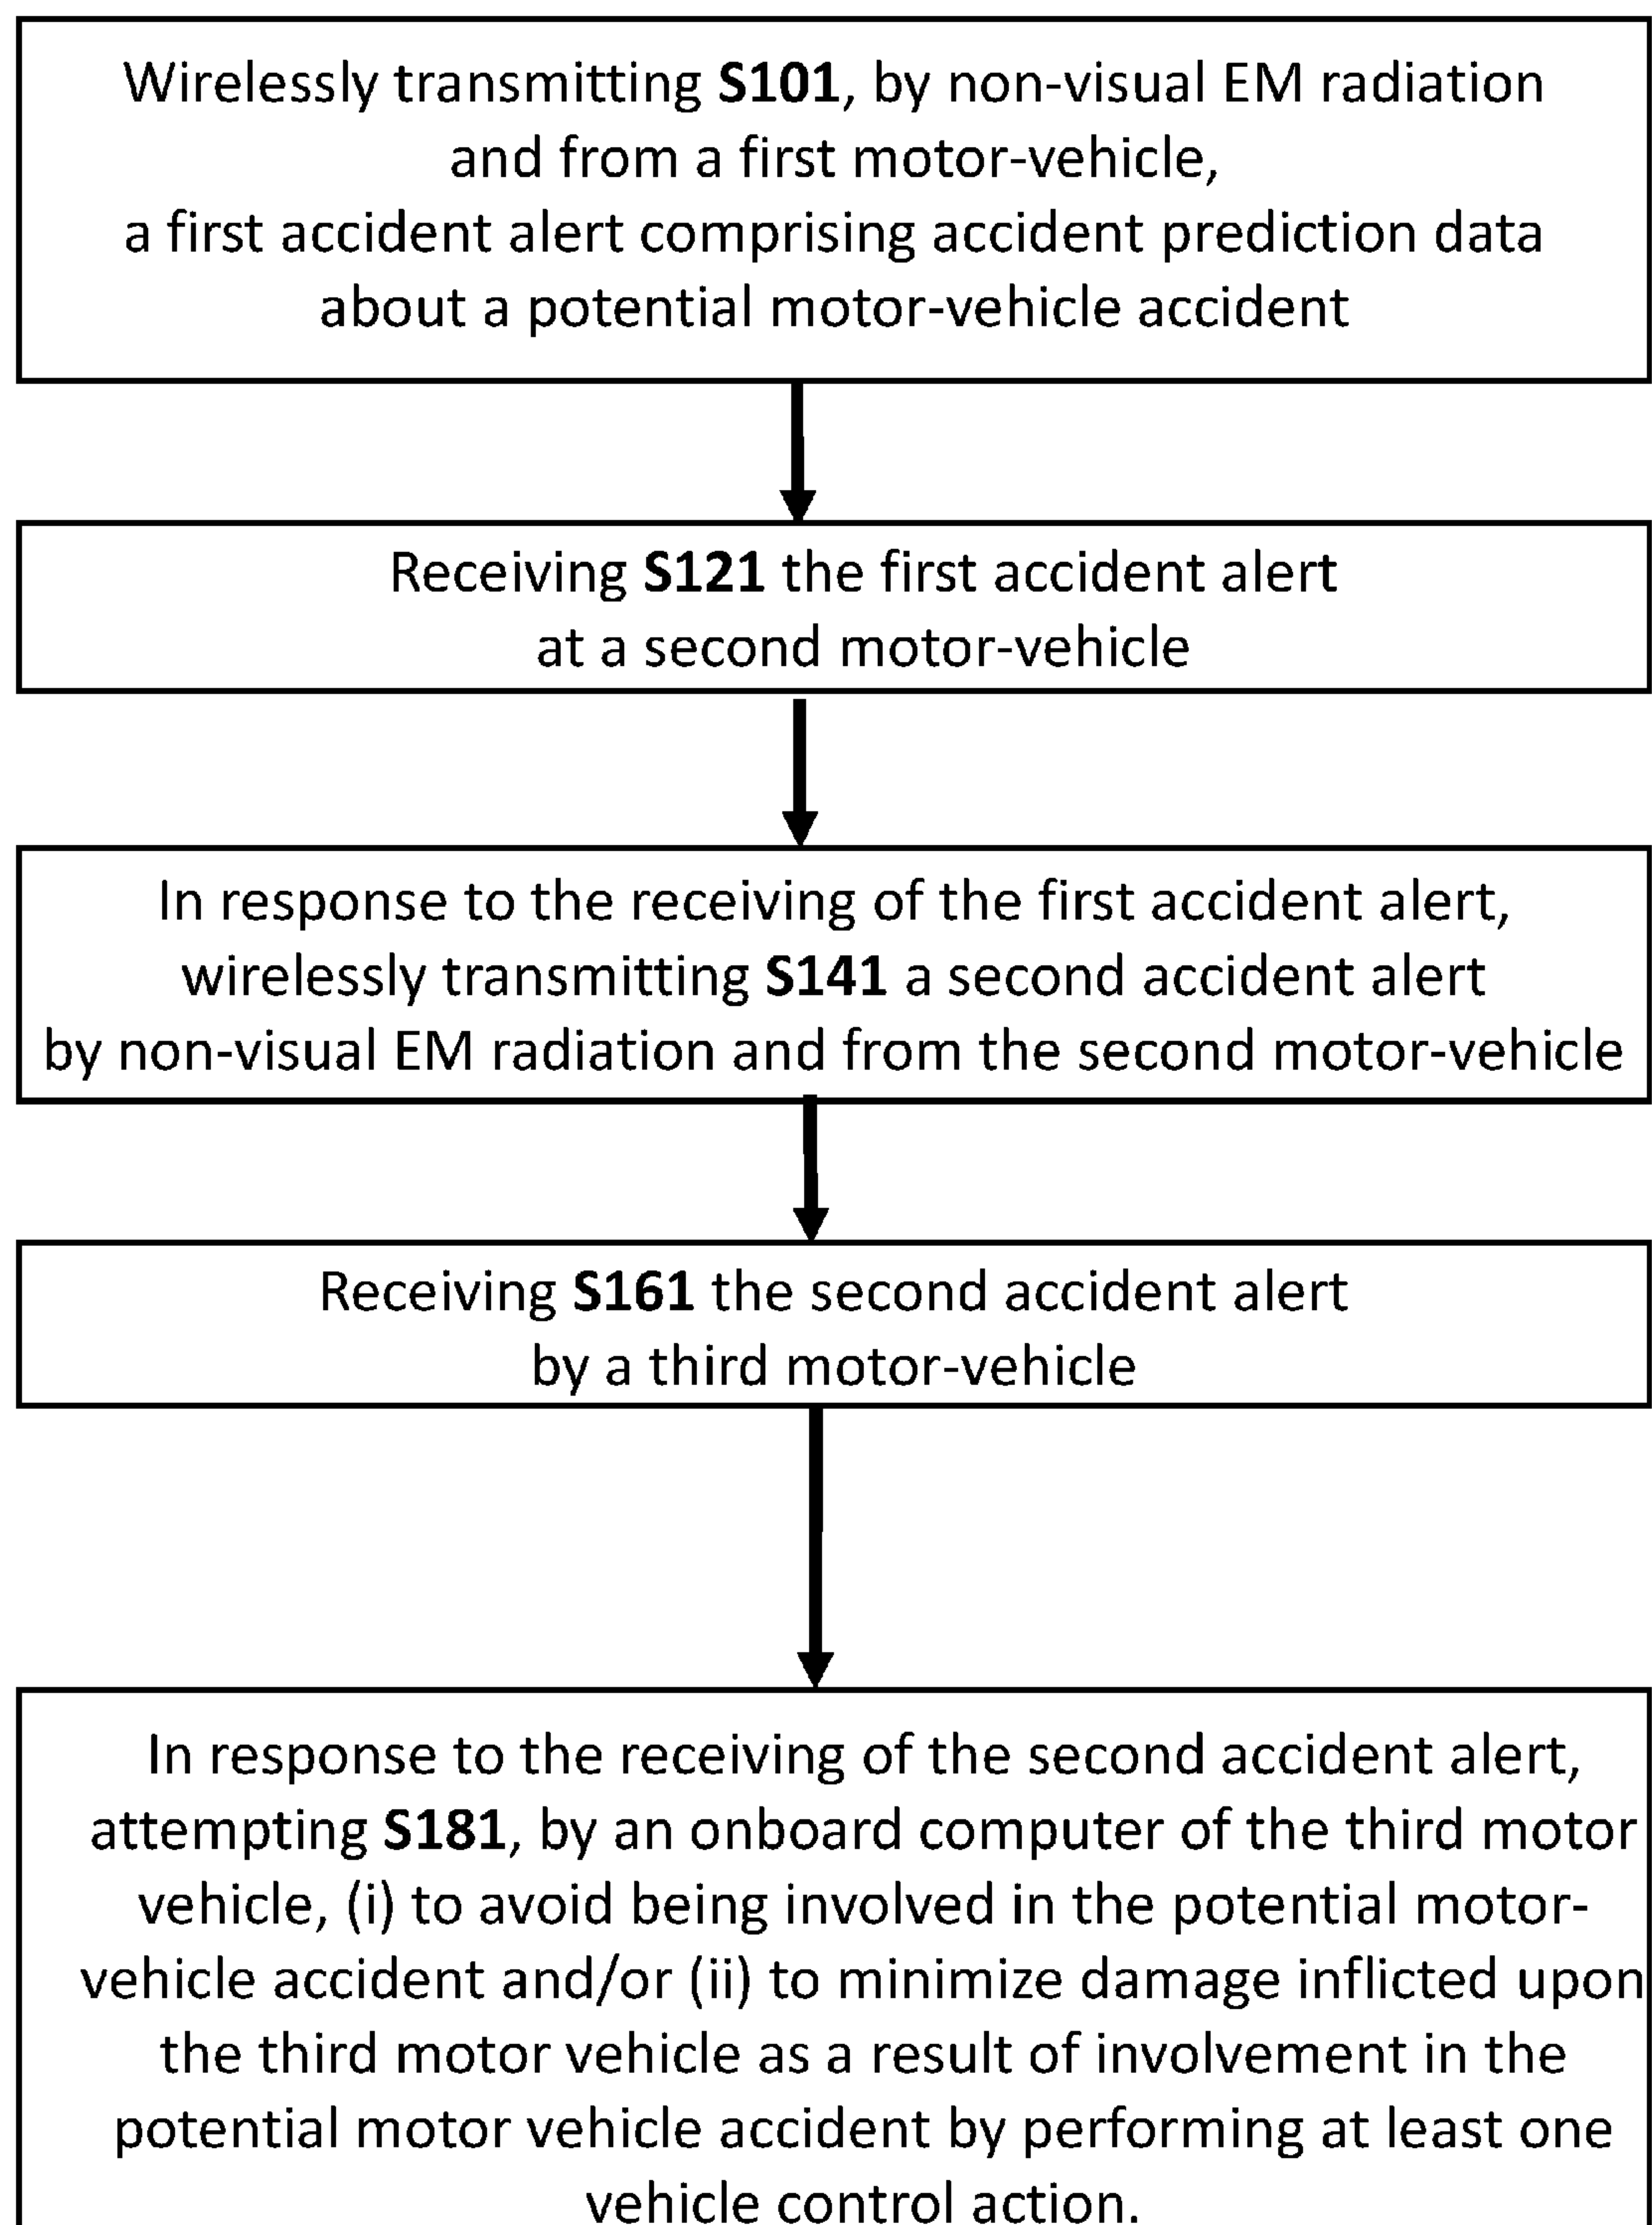 Wirelessly transmitting S101, by non-visual EM radiation
and from a first motor-vehicle,
a first accident alert comprising accident prediction data
about a potential motor-vehicle accident
Receiving S121 the first accident alert
at a second motor-vehicle
In response to the receiving of the first accident alert,
wirelessly transmitting S141 a second accident alert
by non-visual EM radiation and from the second motor-vehicle
Receiving S161 the second accident alert
by a third motor-vehicle
In response to the receiving of the second accident alert,
attempting S181, by an onboard computer of the third motor
vehicle, (i) to avoid being involved in the potential motor-
vehicle accident and/or (ii) to minimize damage inflicted upon
the third motor vehicle as a result of involvement in the
potential motor vehicle accident by performing at least one
vehicle control action.